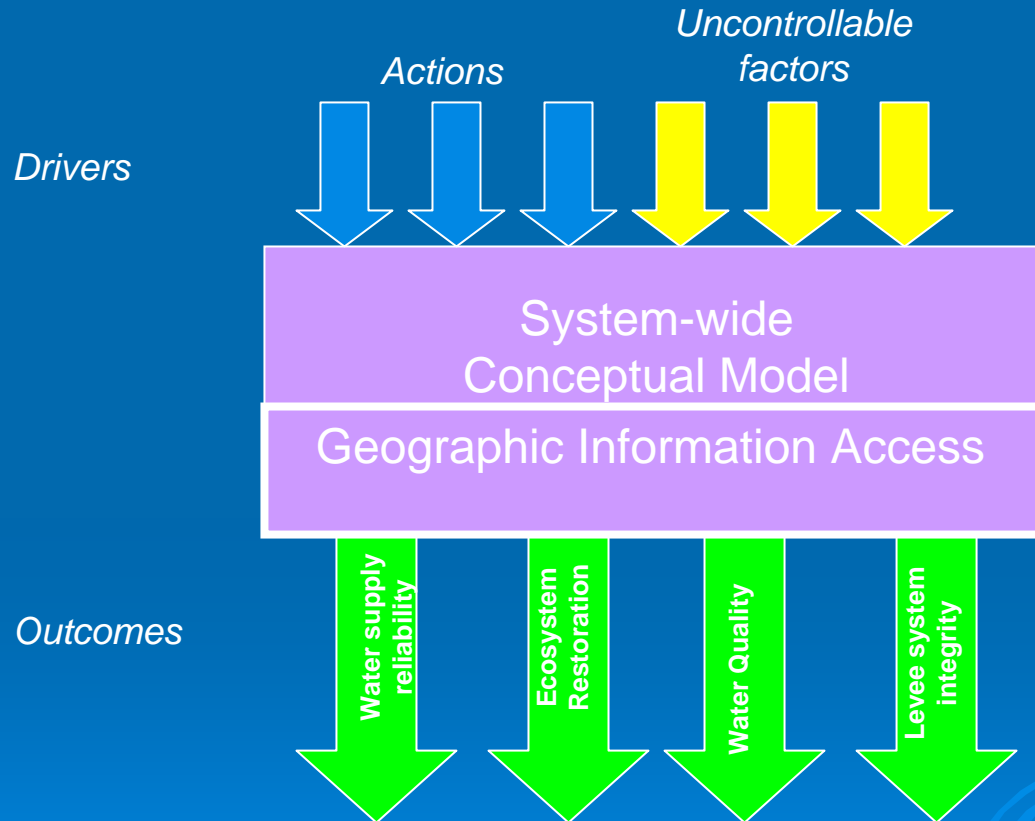 Uncontrollable
factors
Actions
Drivers
System-wide
Conceptual Model
Geographic Information Access
Outcomes
Water supply
reliability
Ecosystem
Restoration
Water Quality
Levee system
integrity